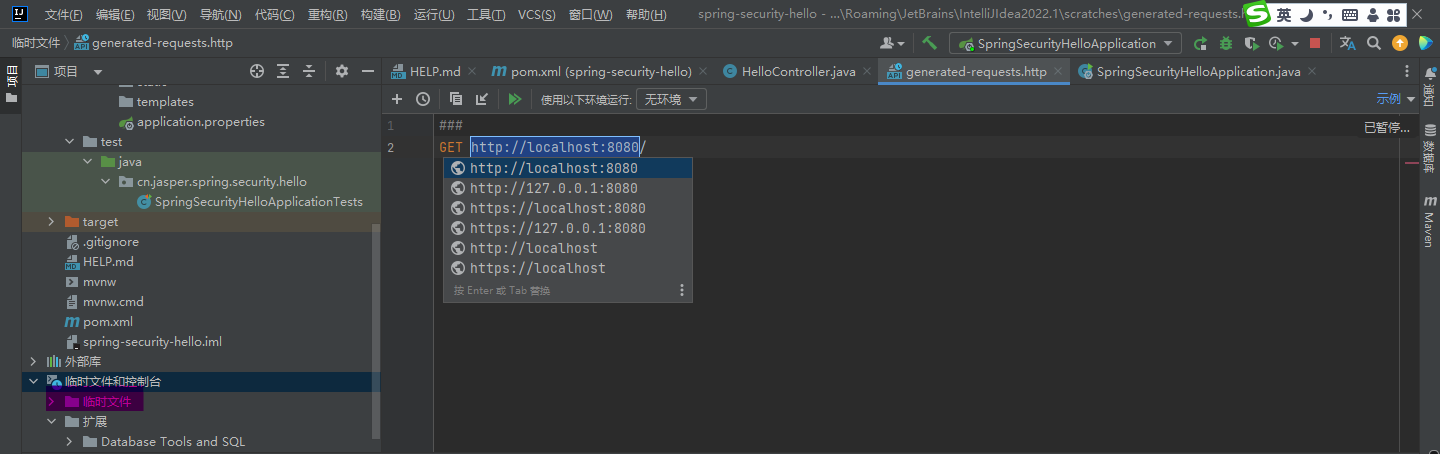 文件(F) 编辑(E) 视图(V) 导航(N) 代码(C) 重构(R) 构建(B) 运行(U) 工具(T) VCS(S) 窗口(W) 帮助(H) spring-security-hello - ...\Roaming\JetBrains\IntelliJIdea2022.1\scratches\generated-requests.h 英
临时文件 generated-requests.http SpringSecurityHelloApplication
项目 HELP.md pom.xml (spring-security-hello) HelloController.java generated-requests.http SpringSecurityHelloApplication.java
项目
通知
数据库
Maven
使用以下环境运行: 无环境 示例
templates
application.properties
test
java
cn.jasper.spring.security.hello
SpringSecurityHelloApplicationTests
target
.gitignore
HELP.md
mvnw
mvnw.cmd
pom.xml
spring-security-hello.iml
外部库
临时文件和控制台
临时文件
扩展
Database Tools and SQL
1 ### 已暂停...
2 GET http://localhost:8080/
http://localhost:8080
http://127.0.0.1:8080
https://localhost:8080
https://127.0.0.1:8080
http://localhost
https://localhost
按 Enter 或 Tab 替换